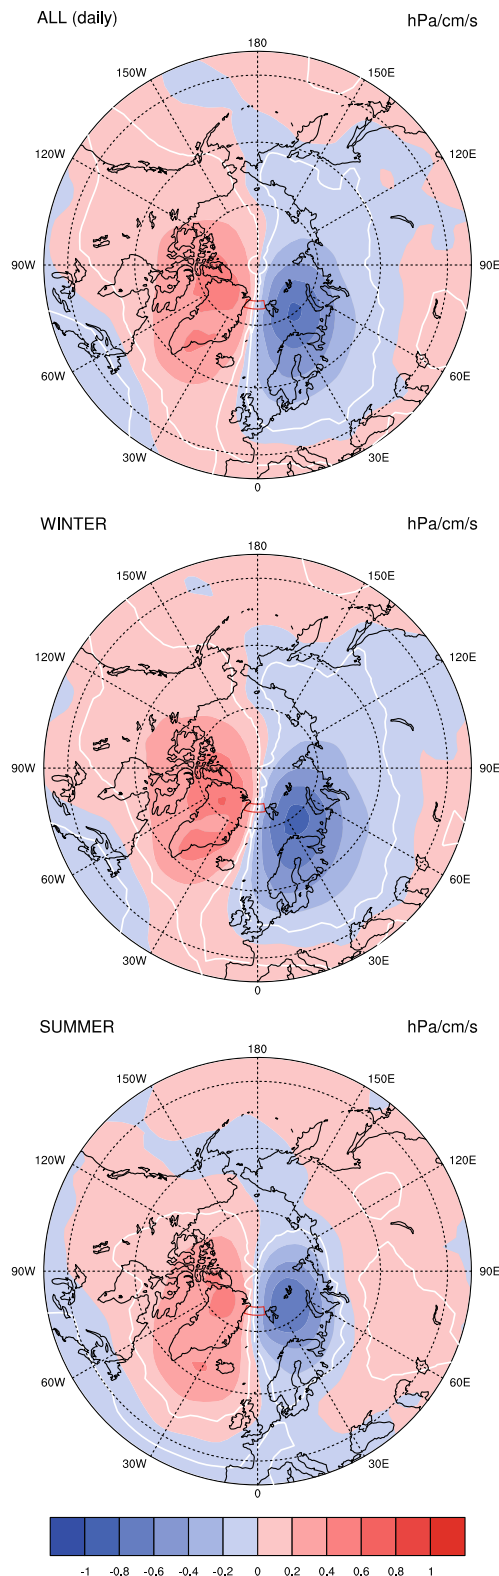 ALL (daily) hPa/cm/s
180
150W 150E
120W 120E
90W 90E
60W 60E
30W 30E
0
WINTER hPa/cm/s
180
150W 150E
120W 120E
90W 90E
60W 60E
30W 30E
0
SUMMER hPa/cm/s
180
150W 150E
120W 120E
90W 90E
60W 60E
30W 30E
0
-1 -0.8 -0.6 -0.4 -0.2 0 0.2 0.4 0.6 0.8 1